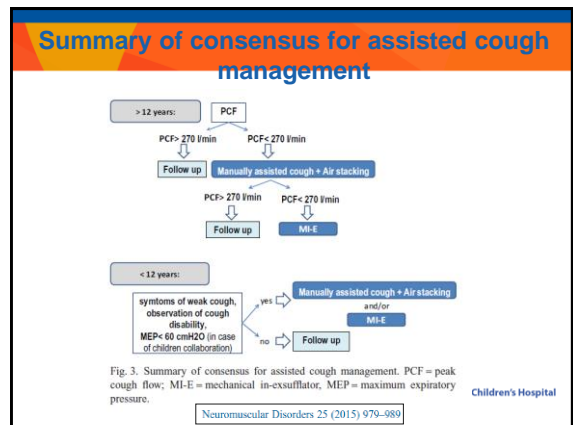 Summary of consensus for assisted cough
management
> 12 years:
PCF
PCF> 270 l/min
PCF< 270 l/min
Follow up
Manually assisted cough + Air stacking
PCF> 270 l/min
PCF< 270 l/min
Follow up
MI-E
< 12 years:
symtoms of weak cough,
observation of cough
disability,
MEP< 60 cmH2O (in case
of children collaboration)
yes
Manually assisted cough + Air stacking
and/or
MI-E
no
Follow up
Fig. 3. Summary of consensus for assisted cough management. PCF = peak
cough flow; MI-E = mechanical in-exsufflator, MEP = maximum expiratory
pressure.
Children's Hospital
Neuromuscular Disorders 25 (2015) 979–989